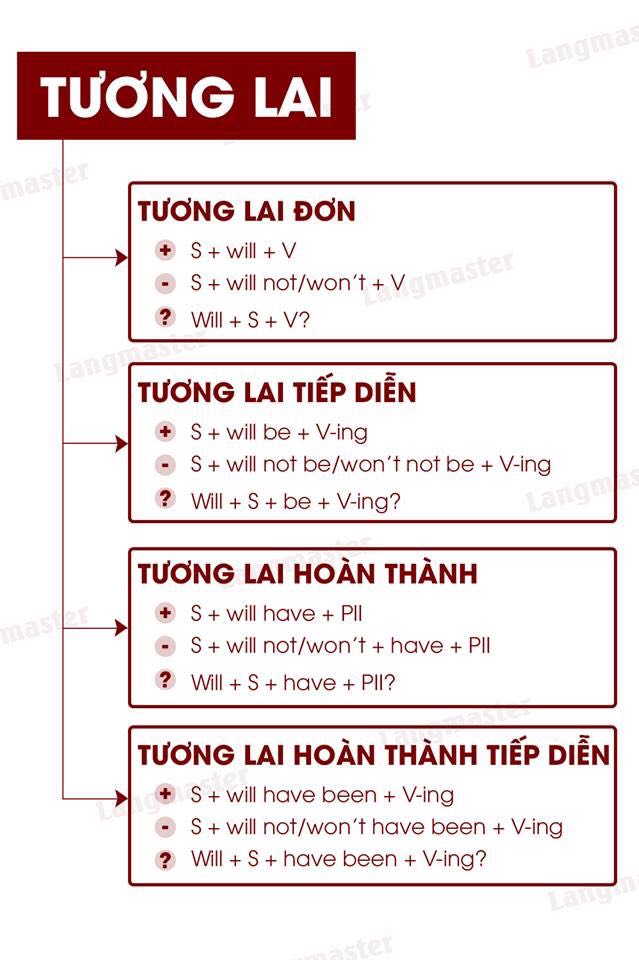 TƯƠNG LAI
TƯƠNG LAI ĐƠN
+ S + will + V
- S + will not/won't + V
? Will + S + V?
TƯƠNG LAI TIẾP DIỄN
+ S + will be + V-ing
- S + will not be/won't not be + V-ing
? Will + S + be + V-ing?
TƯƠNG LAI HOÀN THÀNH
+ S + will have + PII
- S + will not/won't + have + PII
? Will + S + have + PII?
TƯƠNG LAI HOÀN THÀNH TIẾP DIỄN
+ S + will have been + V-ing
- S + will not/won't have been + V-ing
? Will + S + have been + V-ing?
Langmaster